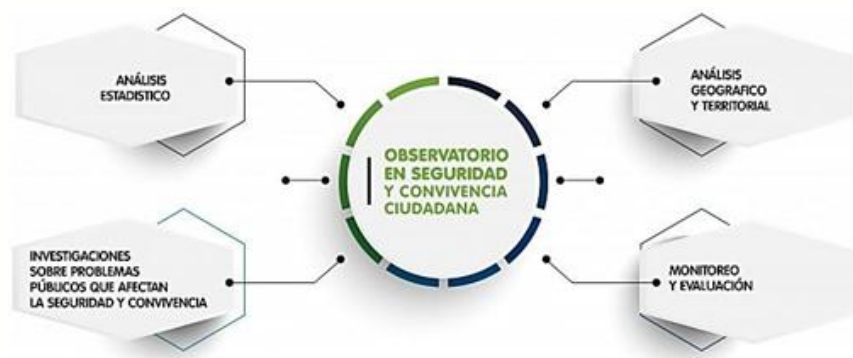 ANÁLISIS
ESTADISTICO
ANÁLISIS
GEOGRAFICO
Y TERRITORIAL
OBSERVATORIO
EN SEGURIDAD
Y CONVIVENCIA
CIUDADANA
INVESTIGACIONES
SOBRE PROBLEMAS
PÚBLICOS QUE AFECTAN
LA SEGURIDAD Y CONVIVENCIA
MONITOREO
Y EVALUACIÓN